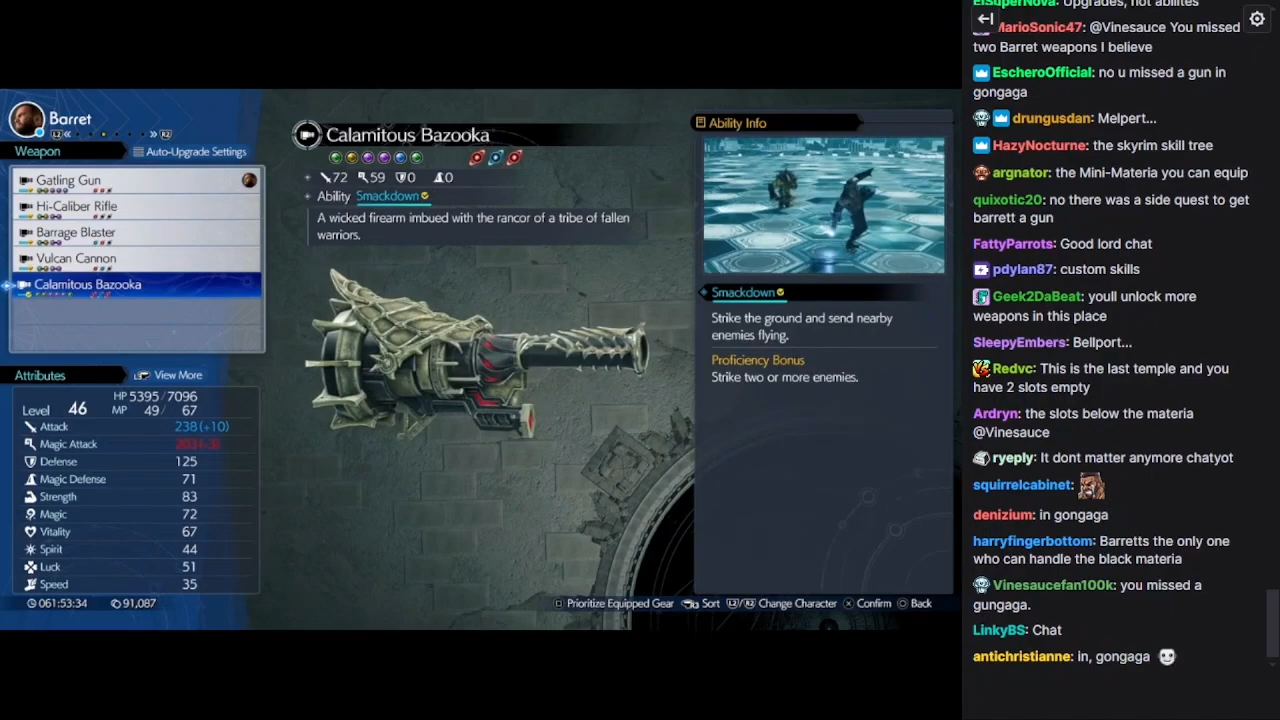 Barret
L2
R2
Weapon
Auto-Upgrade Settings
Gatling Gun
Hi-Caliber Rifle
Barrage Blaster
Vulcan Cannon
Calamitous Bazooka
Attributes
View More
HP 5395/7096
Level 46
MP 49/67
Attack 238(+10)
Magic Attack 203(-3)
Defense 125
Magic Defense 71
Strength 83
Magic 72
Vitality 67
Spirit 44
Luck 51
Speed 35
061:53:34
91,087
Calamitous Bazooka
72 59 0 0
Ability Smackdown
A wicked firearm imbued with the rancor of a tribe of fallen
warriors.
Ability Info
Smackdown
Strike the ground and send nearby
enemies flying.
Proficiency Bonus
Strike two or more enemies.
Prioritize Equipped Gear Sort L2/R2 Change Character Confirm Back
ElSuperNova: Upgrades, not abilites
MarioSonic47: @Vinesauce You missed
two Barret weapons I believe
EscheroOfficial: no u missed a gun in
gongaga
drungusdan: Melpert...
HazyNocturne: the skyrim skill tree
argnator: the Mini-Materia you can equip
quixotic20: no there was a side quest to get
barrett a gun
FattyParrots: Good lord chat
pdylan87: custom skills
Geek2DaBeat: youll unlock more
weapons in this place
SleepyEmbers: Bellport...
Redvc: This is the last temple and you
have 2 slots empty
Ardryn: the slots below the materia
@Vinesauce
ryeply: It dont matter anymore chatyot
squirrelcabinet:
denizium: in gongaga
harryfingerbottom: Barretts the only one
who can handle the black materia
Vinesaucefan100k: you missed a
gungaga.
LinkyBS: Chat
antichristianne: in, gongaga